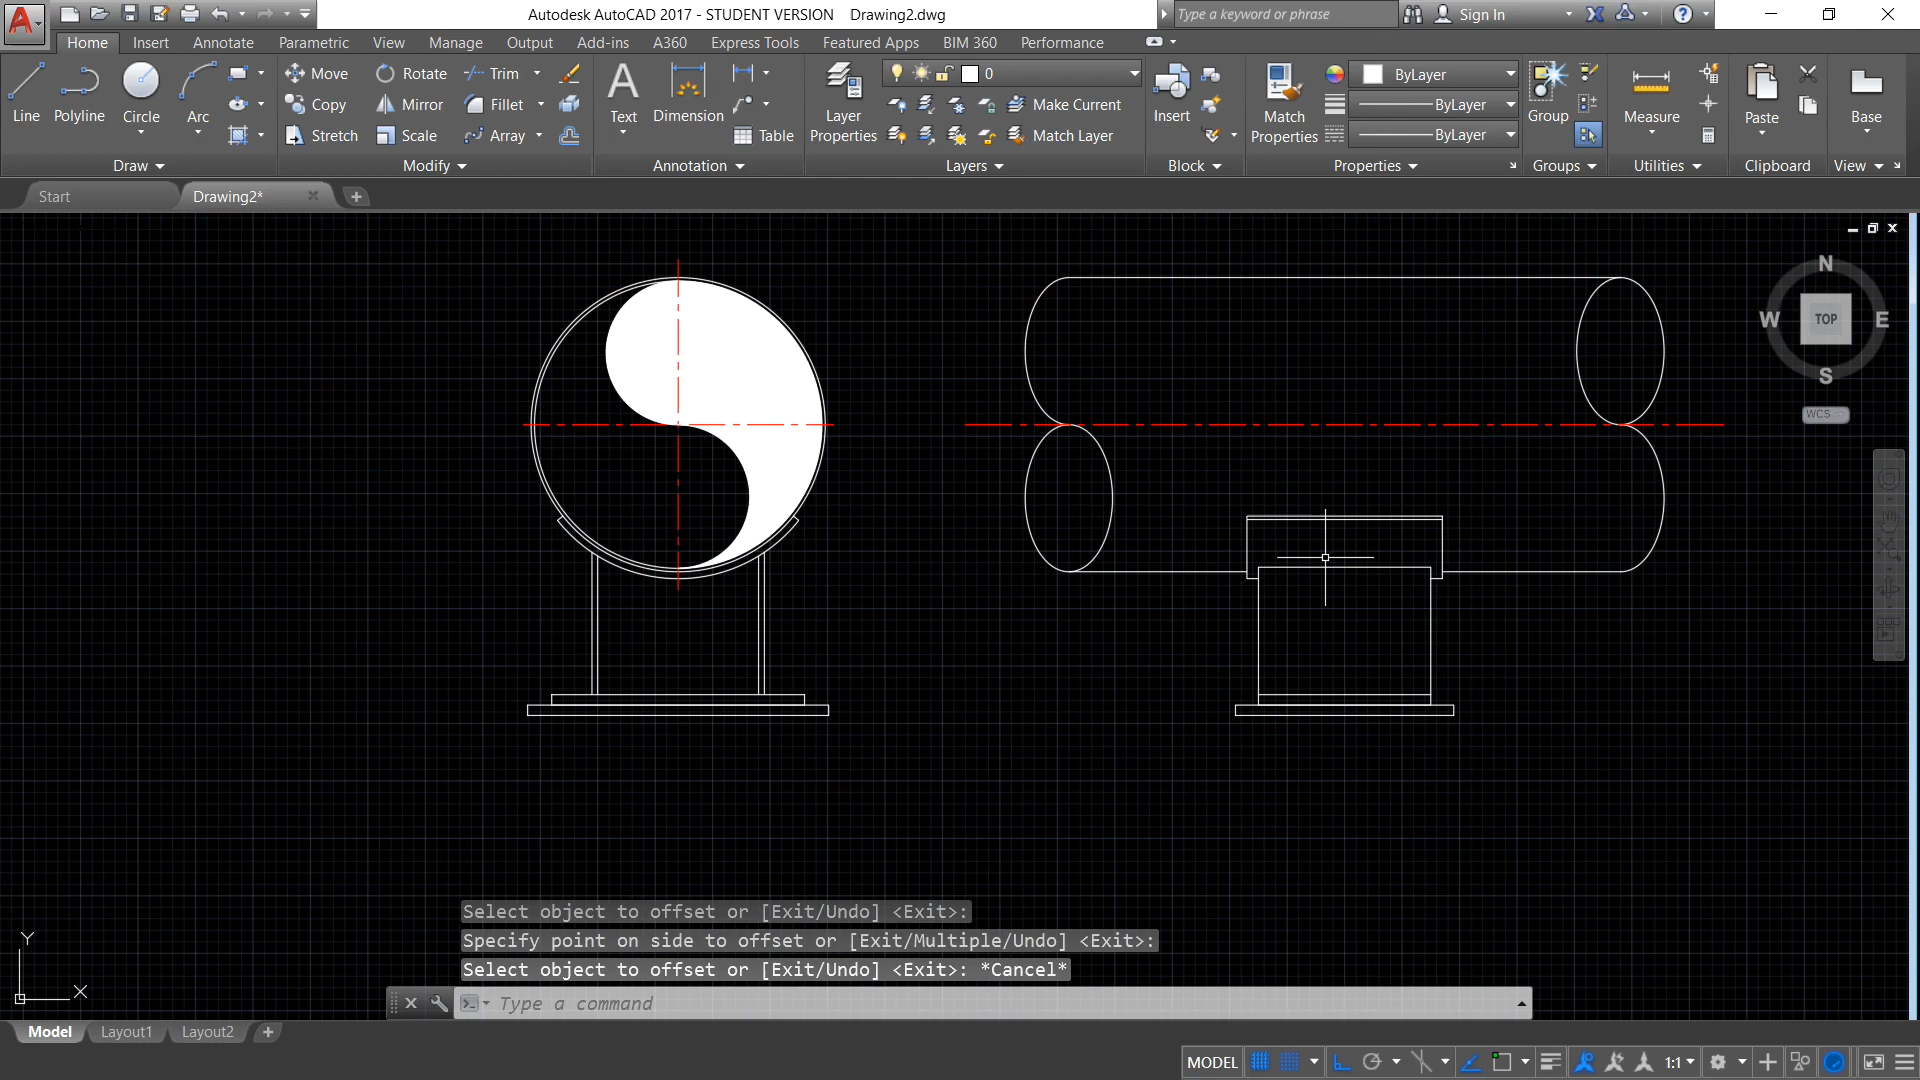 Autodesk AutoCAD 2017 - STUDENT VERSION Drawing2.dwg
Type a keyword or phrase
Sign In
Home Insert Annotate Parametric View Manage Output Add-ins A360 Express Tools Featured Apps BIM 360 Performance
Move Rotate Trim
0
ByLayer
Copy Mirror Fillet
Make Current
ByLayer
Line Polyline Circle Arc
Text Dimension
Layer Properties
Insert
Match Properties
Group
Measure
Paste
Base
Stretch Scale Array
Table
Match Layer
ByLayer
Draw Modify Annotation Layers Block Properties Groups Utilities Clipboard View
Start Drawing2*
N
W TOP E
S
WCS
Select object to offset or [Exit/Undo] <Exit>:
Specify point on side to offset or [Exit/Multiple/Undo] <Exit>:
Select object to offset or [Exit/Undo] <Exit>: *Cancel*
Y
X
Type a command
Model Layout1 Layout2
MODEL
1:1